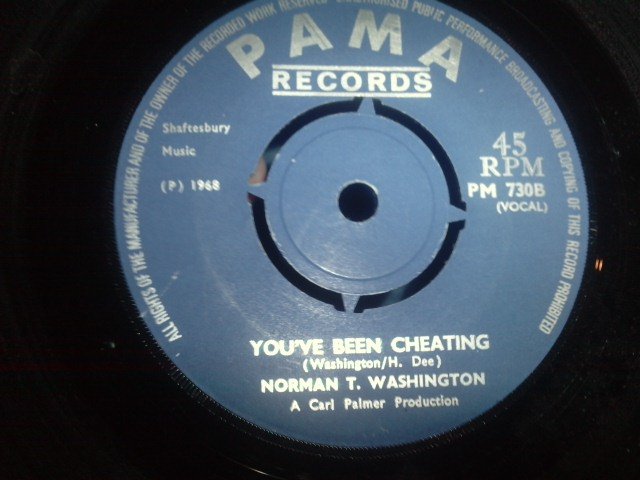 ALL RIGHTS OF THE MANUFACTURER AND OF THE OWNER OF THE RECORDED WORK RESERVED UNAUTHORISED PUBLIC PERFORMANCE BROADCASTING AND COPYING OF THIS RECORD PROHIBITED
PAMA
RECORDS
Shaftesbury
Music
(P) 1968
45
RPM
PM 730B
(VOCAL)
YOU'VE BEEN CHEATING
(Washington/H. Dee)
NORMAN T. WASHINGTON
A Carl Palmer Production